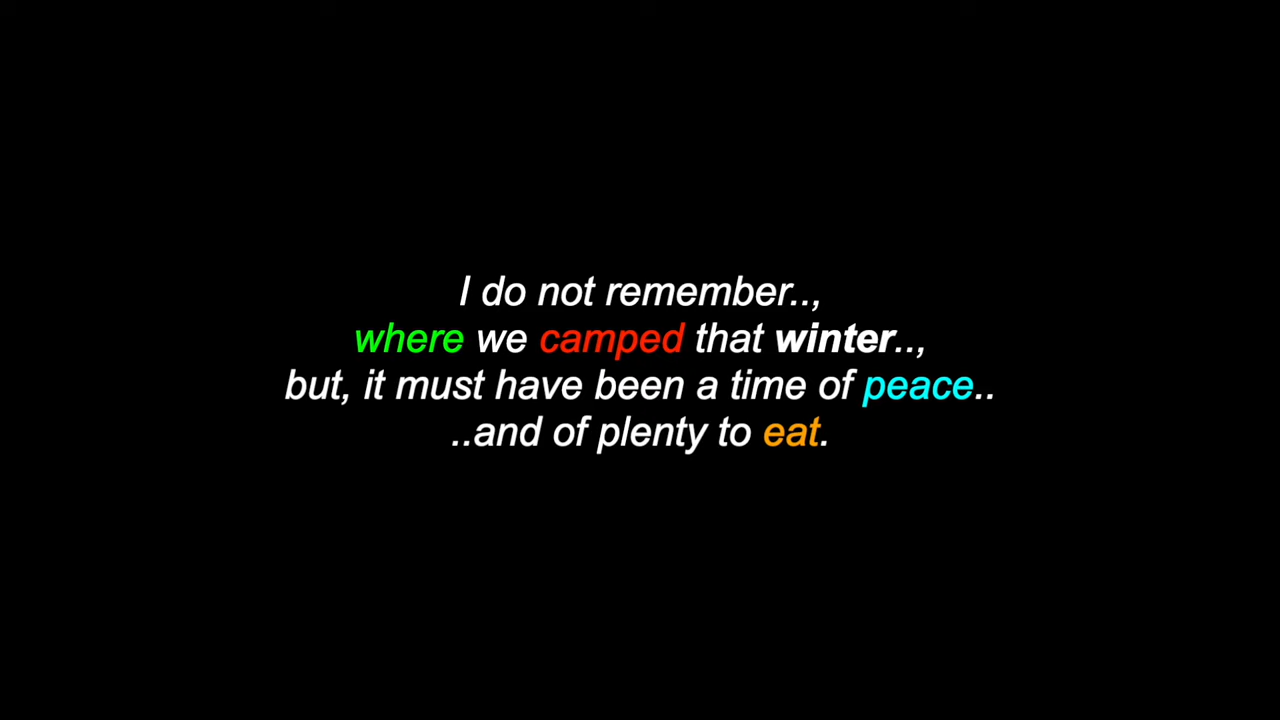 I do not remember..,
where we camped that winter..,
but, it must have been a time of peace..
..and of plenty to eat.